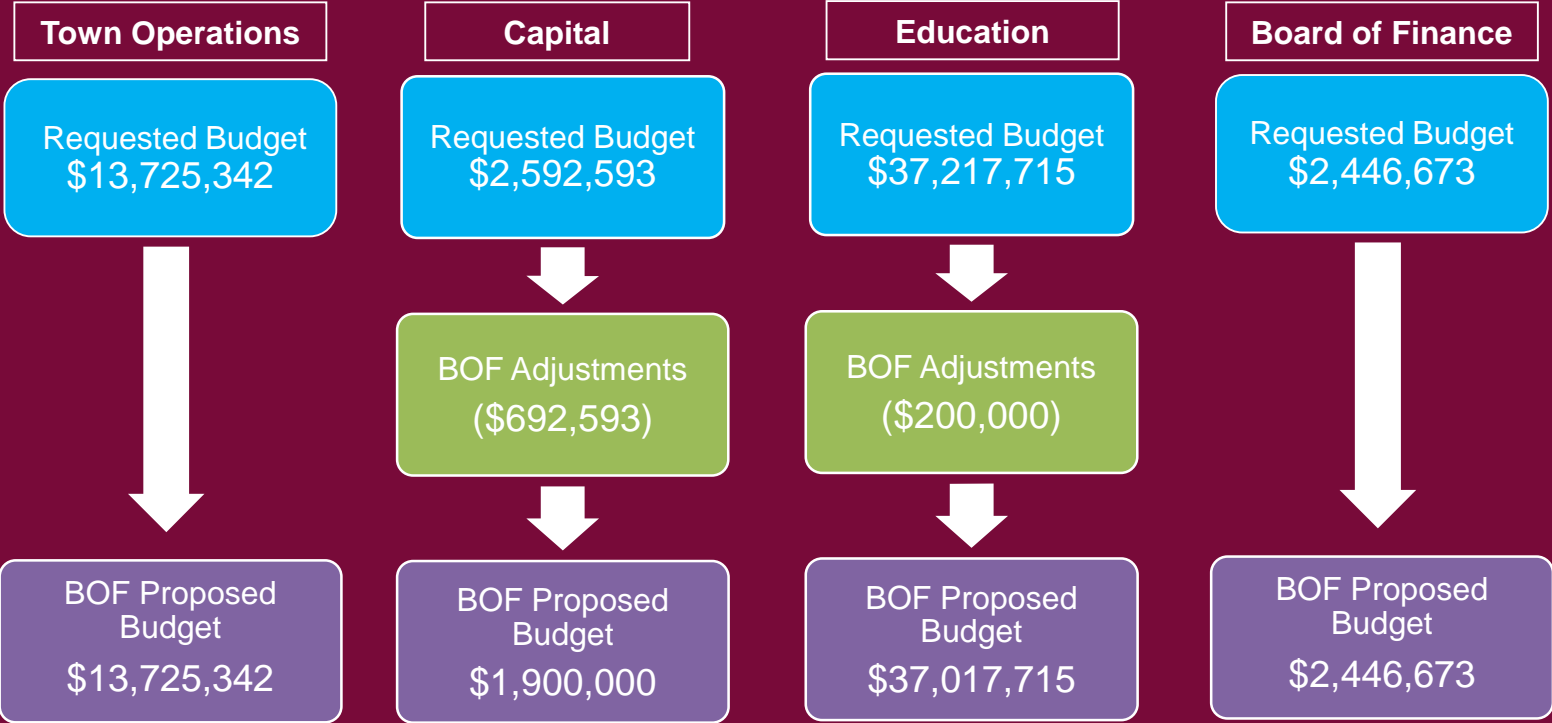 Town Operations
Requested Budget
$13,725,342
BOF Proposed
Budget
$13,725,342
Capital
Requested Budget
$2,592,593
BOF Adjustments
($692,593)
BOF Proposed
Budget
$1,900,000
Education
Requested Budget
$37,217,715
BOF Adjustments
($200,000)
BOF Proposed
Budget
$37,017,715
Board of Finance
Requested Budget
$2,446,673
BOF Proposed
Budget
$2,446,673